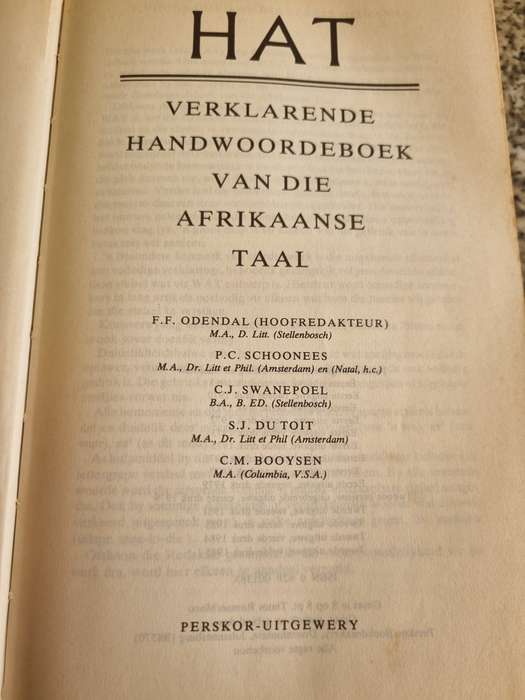 HAT
VERKLARENDE
HANDWOORDEBOEK
VAN DIE
AFRIKAANSE
TAAL
F.F. ODENDAL (HOOFREDAKTEUR)
M.A., D. Litt. (Stellenbosch)
P.C. SCHOONEES
M.A., Dr. Litt et Phil. (Amsterdam) en (Natal, h.c.)
C.J. SWANEPOEL
B.A., B. ED. (Stellenbosch)
S.J. DU TOIT
M.A., Dr. Litt et Phil (Amsterdam)
C.M. BOOYSEN
M.A. (Columbia, V.S.A.)
PERSKOR-UITGEWERY